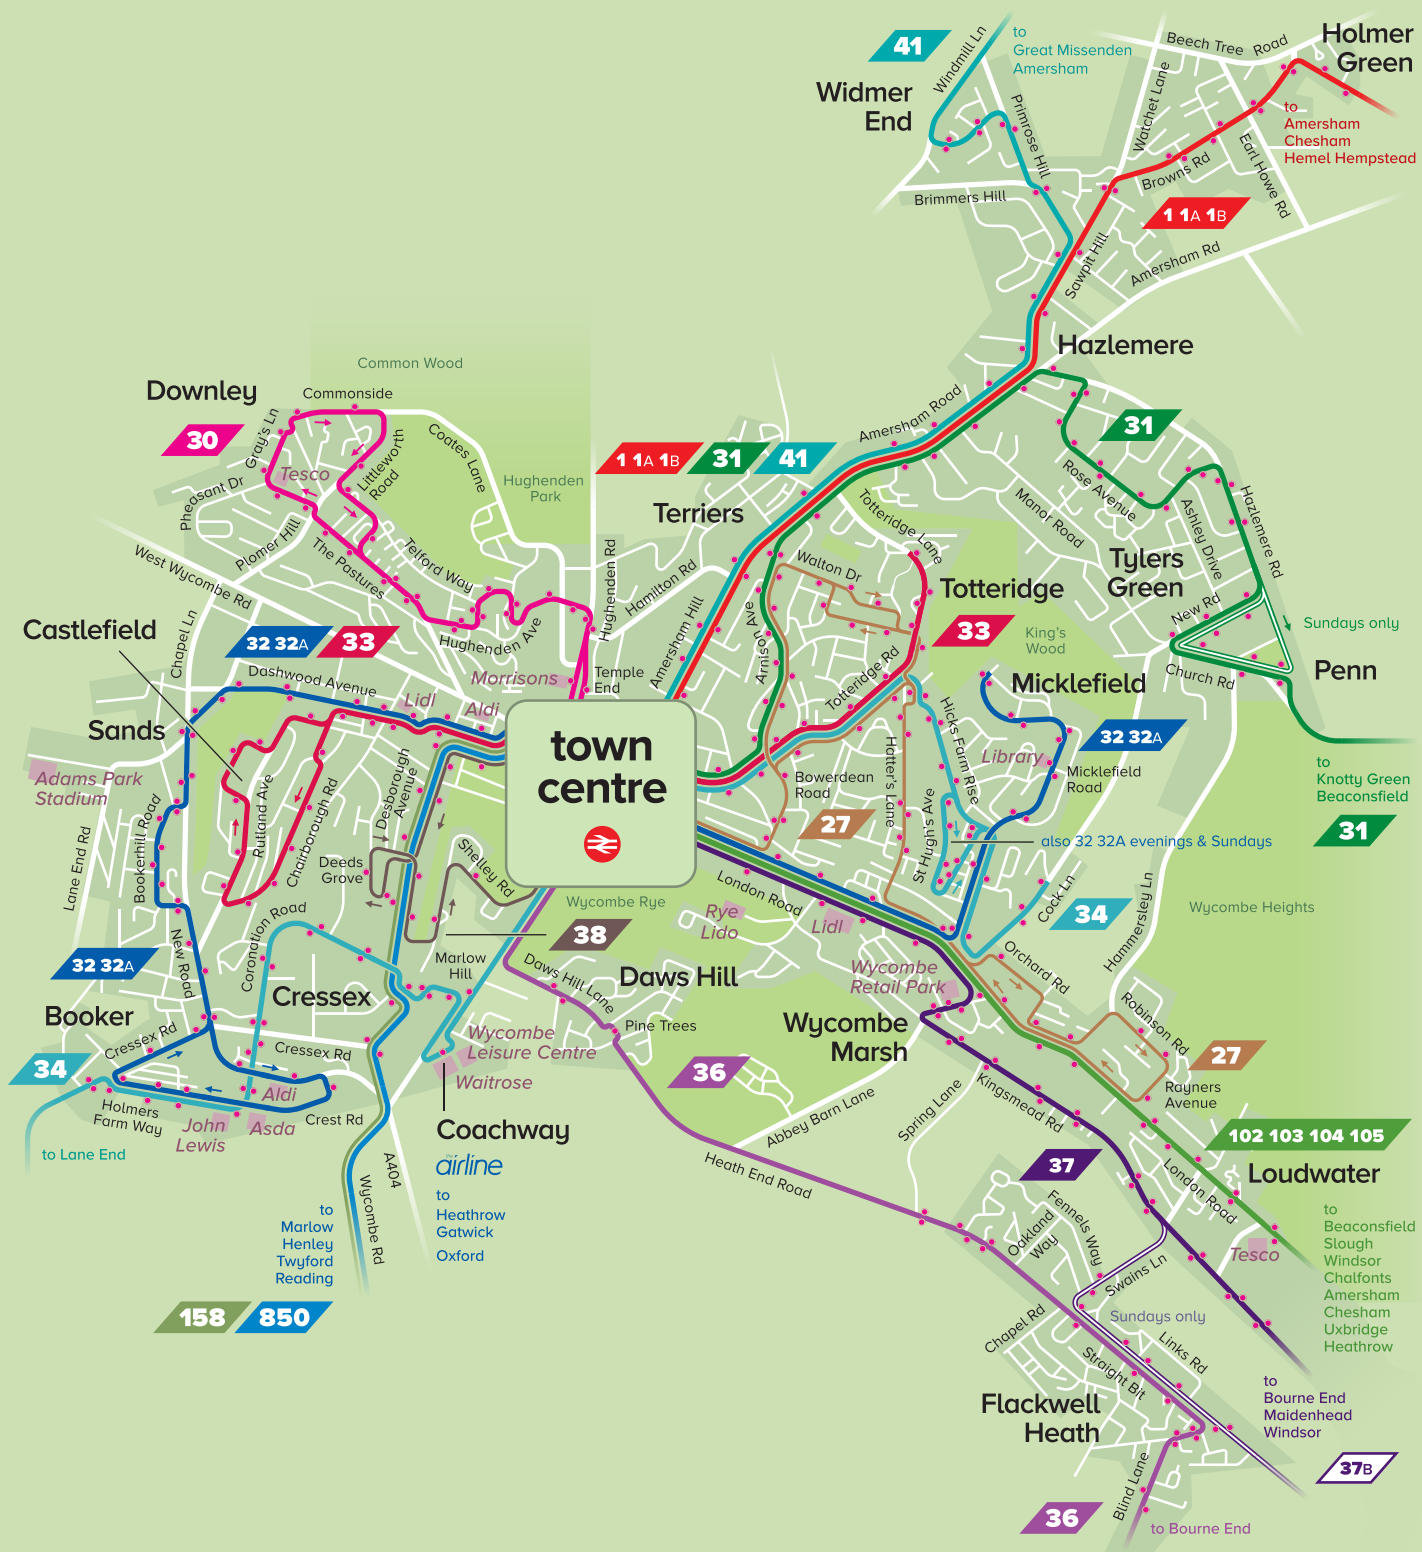 41
Windmill Ln
to
Great Missenden
Amersham
Beech Tree Road
Holmer
Green
Widmer
End
Primrose Hill
Watchet Lane
to
Amersham
Chesham
Hemel Hempstead
Earl Howe Rd
Browns Rd
Brimmers Hill
1 1A 1B
Sawpit Hill
Amersham Rd
Hazlemere
Common Wood
Downley
Commonside
30
Gray's Ln
Tesco
Littleworth
Road
Coates Lane
Pheasant Dr
Plomer Hill
The Pastures
Telford Way
Hughenden
Park
1 1A 1B
31
41
Amersham Road
31
Rose Avenue
Manor Road
Ashley Drive
Hazlemere Rd
Terriers
Totteridge Lane
Tylers
Green
West Wycombe Rd
Hughenden Rd
Hamilton Rd
Walton Dr
Totteridge
New Rd
Castlefield
Chapel Ln
32 32A
33
Hughenden Ave
Amersham Hill
Arnison Ave
33
King's
Wood
Sundays only
Penn
Church Rd
Dashwood Avenue
Lidl
Aldi
Morrisons
Temple
End
Totteridge Rd
Micklefield
Sands
town
centre
Hatter's Lane
Hicks Farm Rise
Library
32 32A
Adams Park
Stadium
Rutland Ave
Chairborough Rd
Desborough
Avenue
Bowerdean
Road
Micklefield
Road
to
Knotty Green
Beaconsfield
31
Lane End Rd
Bookerhill Road
Deeds
Grove
Shelley Rd
27
St Hugh's Ave
also 32 32A evenings & Sundays
London Road
Wycombe Rye
Rye
Lido
Lidl
Cock Ln
34
Hammersley Ln
Wycombe Heights
Coronation Road
38
New Road
32 32A
Marlow
Hill
Daws Hill Lane
Daws Hill
Wycombe
Retail Park
Orchard Rd
Cressex
Booker
Pine Trees
Wycombe
Marsh
Robinson Rd
Cressex Rd
Cressex Rd
34
Wycombe
Leisure Centre
Waitrose
36
27
Rayners
Avenue
Aldi
Holmers
Farm Way
John
Lewis
Asda
Crest Rd
Abbey Barn Lane
Spring Lane
Kingsmead Rd
Coachway
the airline
to Lane End
A404
Wycombe Rd
to
Heathrow
Gatwick
Oxford
Heath End Road
37
102 103 104 105
Loudwater
London Road
to
Marlow
Henley
Twyford
Reading
Oakland
Way
Fennels Way
Swains Ln
Tesco
to
Beaconsfield
Slough
Windsor
Chalfonts
Amersham
Chesham
Uxbridge
Heathrow
158
850
Chapel Rd
Sundays only
Links Rd
Straight Bit
Flackwell
Heath
to
Bourne End
Maidenhead
Windsor
37B
Blind Lane
36
to Bourne End